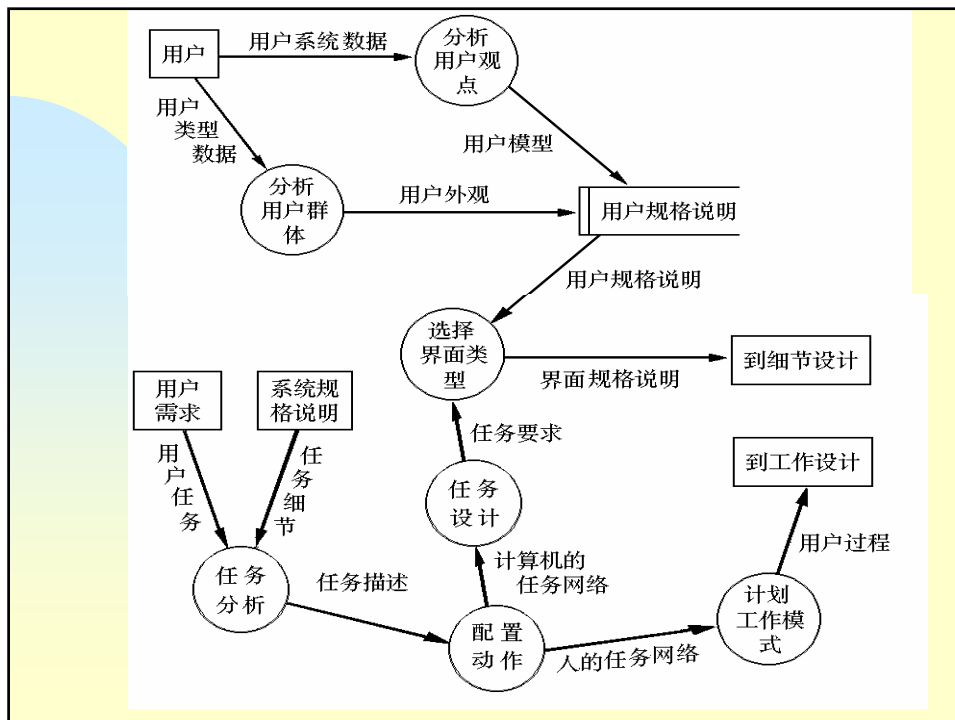 用户
用户系统数据
分析
用户观
点
用户
类型
数据
用户模型
分析
用户群
体
用户外观
用户规格说明
用户规格说明
选择
界面类
型
界面规格说明
到细节设计
用户
需求
系统规
格说明
任务要求
用户任务
任务细节
到工作设计
任务
设计
用户过程
计算机的
任务网络
任务
分析
任务描述
计划
工作模
式
配置
动作
人的任务网络